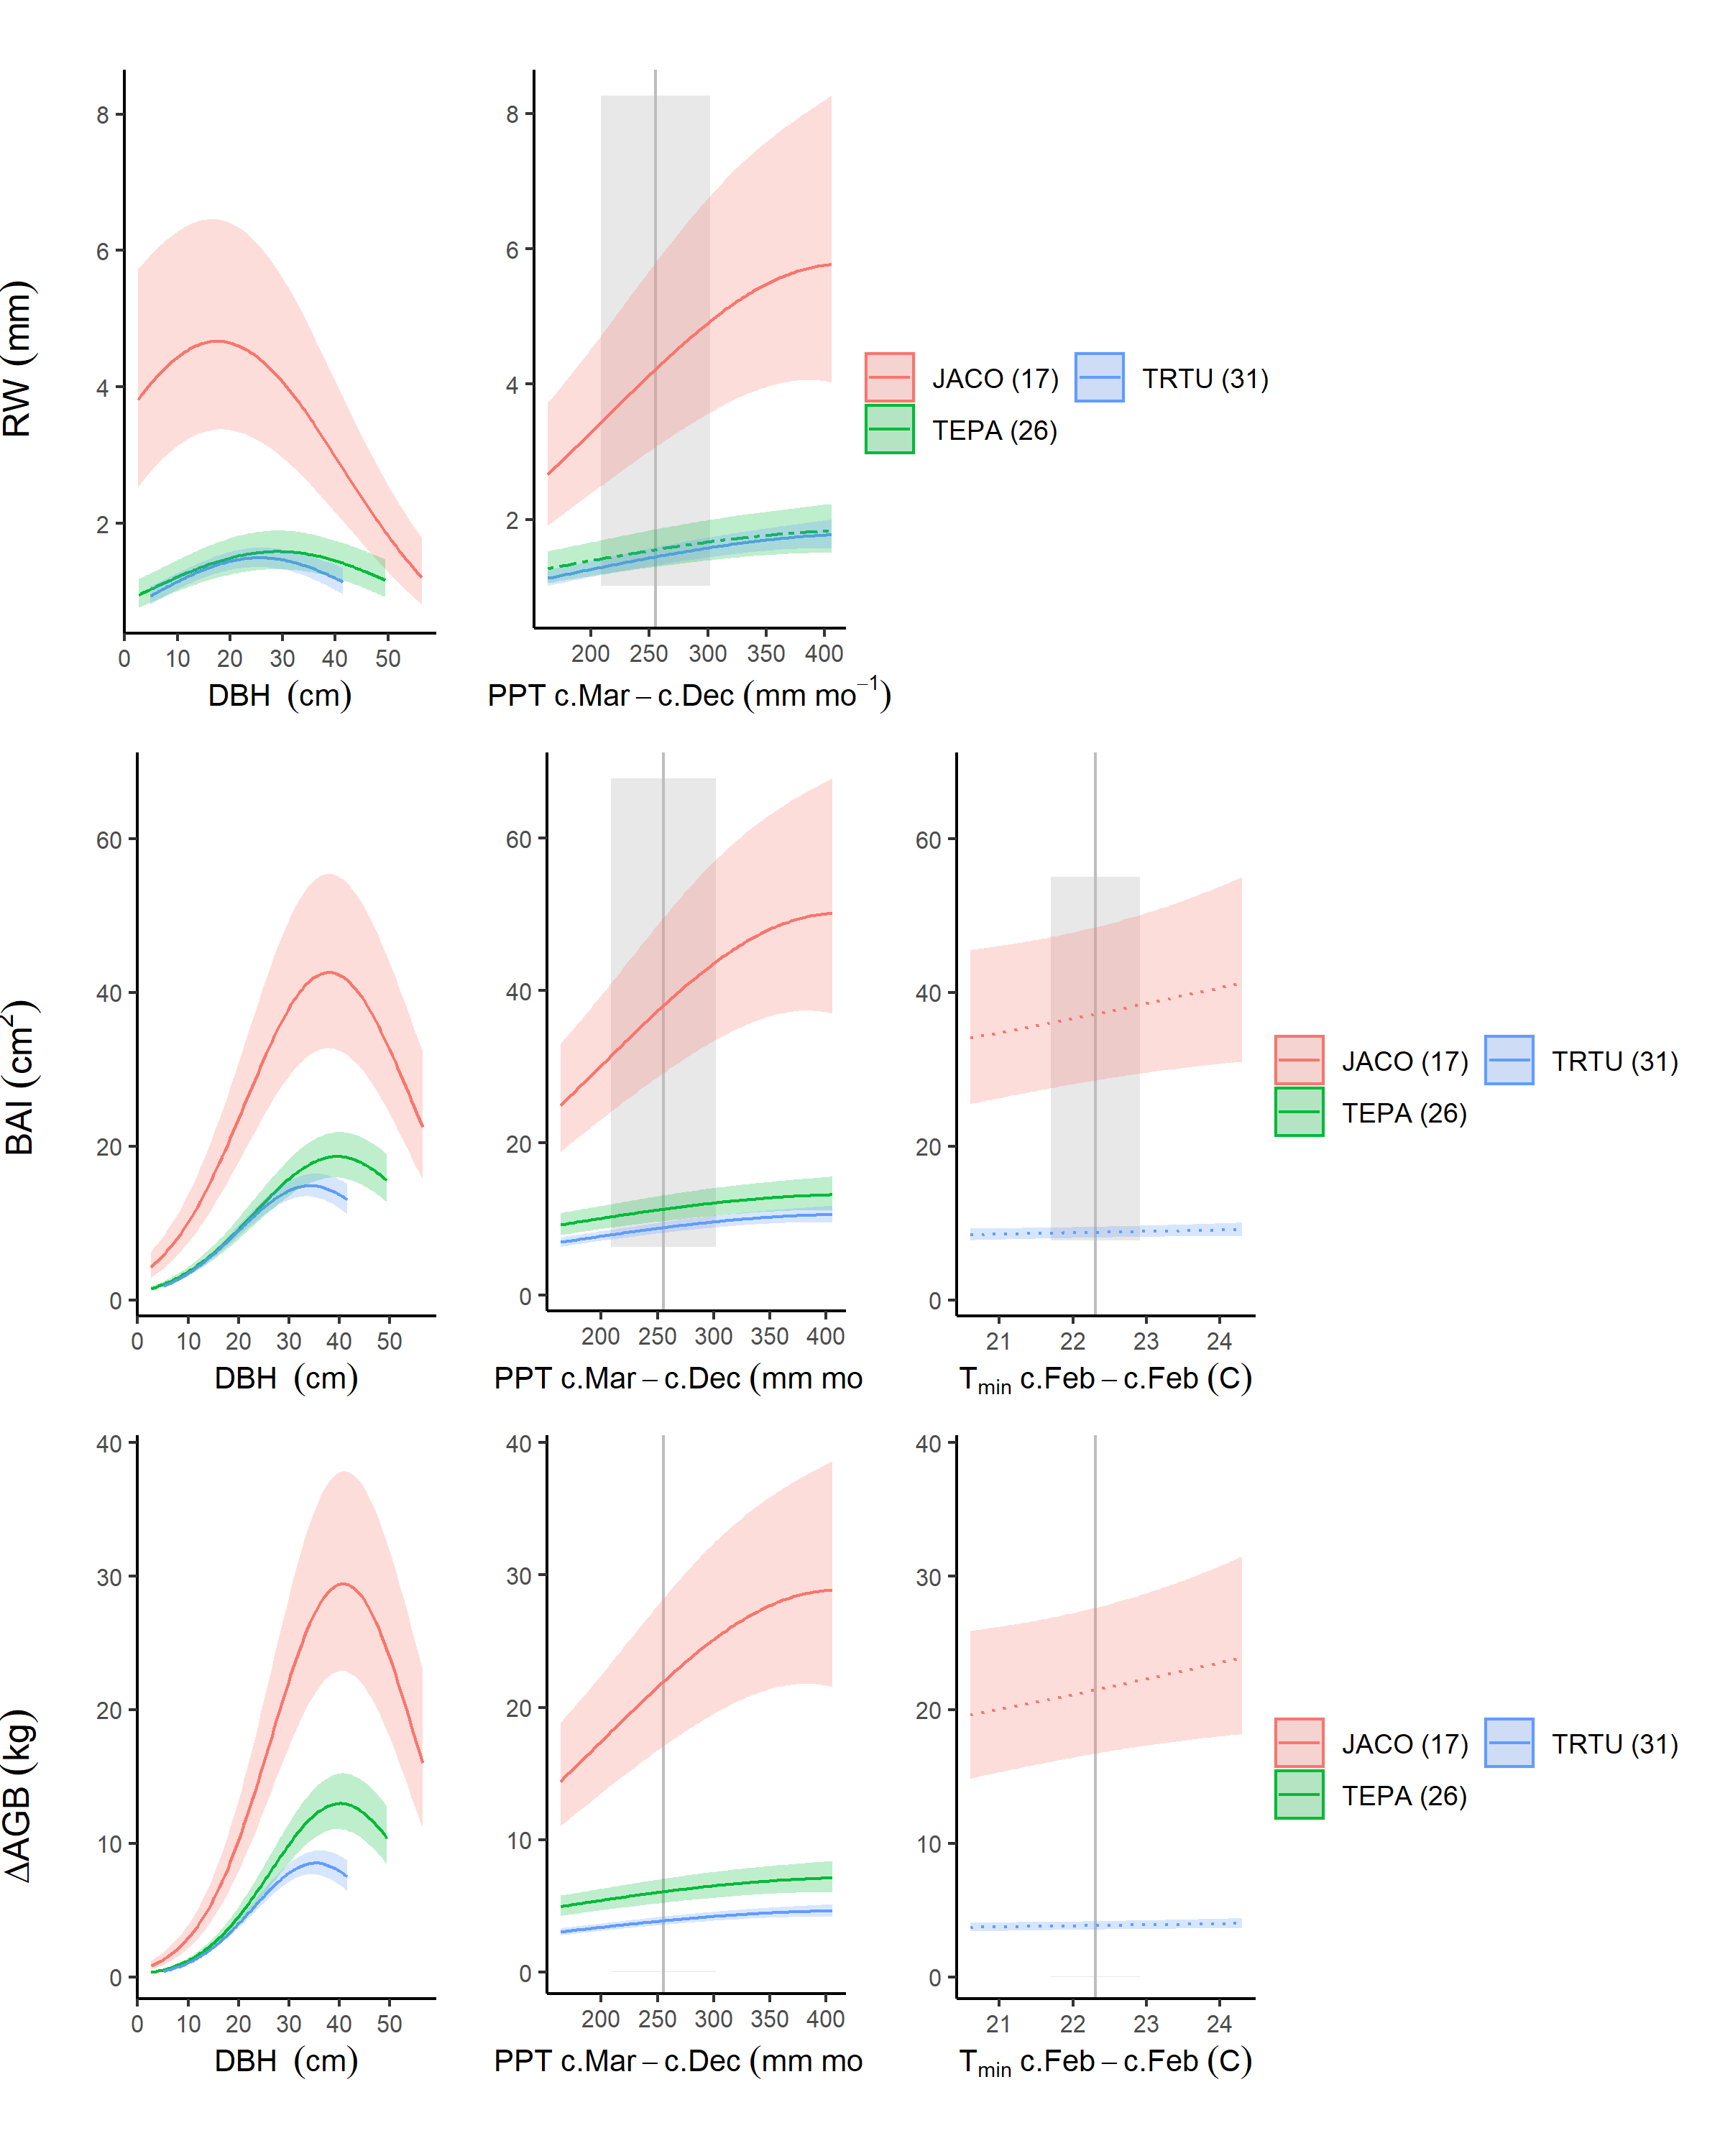 RW (mm)
8
6
4
2
0 10 20 30 40 50
DBH (cm)
8
6
4
2
200 250 300 350 400
PPT c.Mar – c.Dec (mm mo⁻¹)
JACO (17) TRTU (31)
TEPA (26)
BAI (cm²)
60
40
20
0
0 10 20 30 40 50
DBH (cm)
60
40
20
0
200 250 300 350 400
PPT c.Mar – c.Dec (mm mo
60
40
20
0
21 22 23 24
Tmin c.Feb – c.Feb (C)
JACO (17) TRTU (31)
TEPA (26)
ΔAGB (kg)
40
30
20
10
0
0 10 20 30 40 50
DBH (cm)
40
30
20
10
0
200 250 300 350 400
PPT c.Mar – c.Dec (mm mo
40
30
20
10
0
21 22 23 24
Tmin c.Feb – c.Feb (C)
JACO (17) TRTU (31)
TEPA (26)